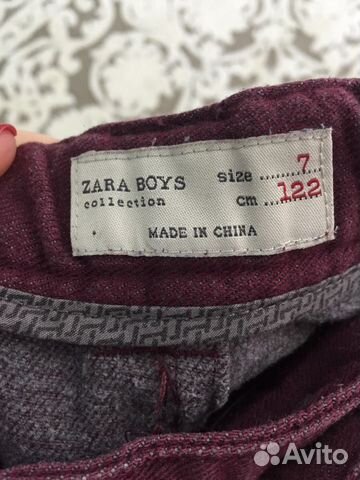 ZARA BOYS size ........ 7
collection cm ....122
MADE IN CHINA
Avito